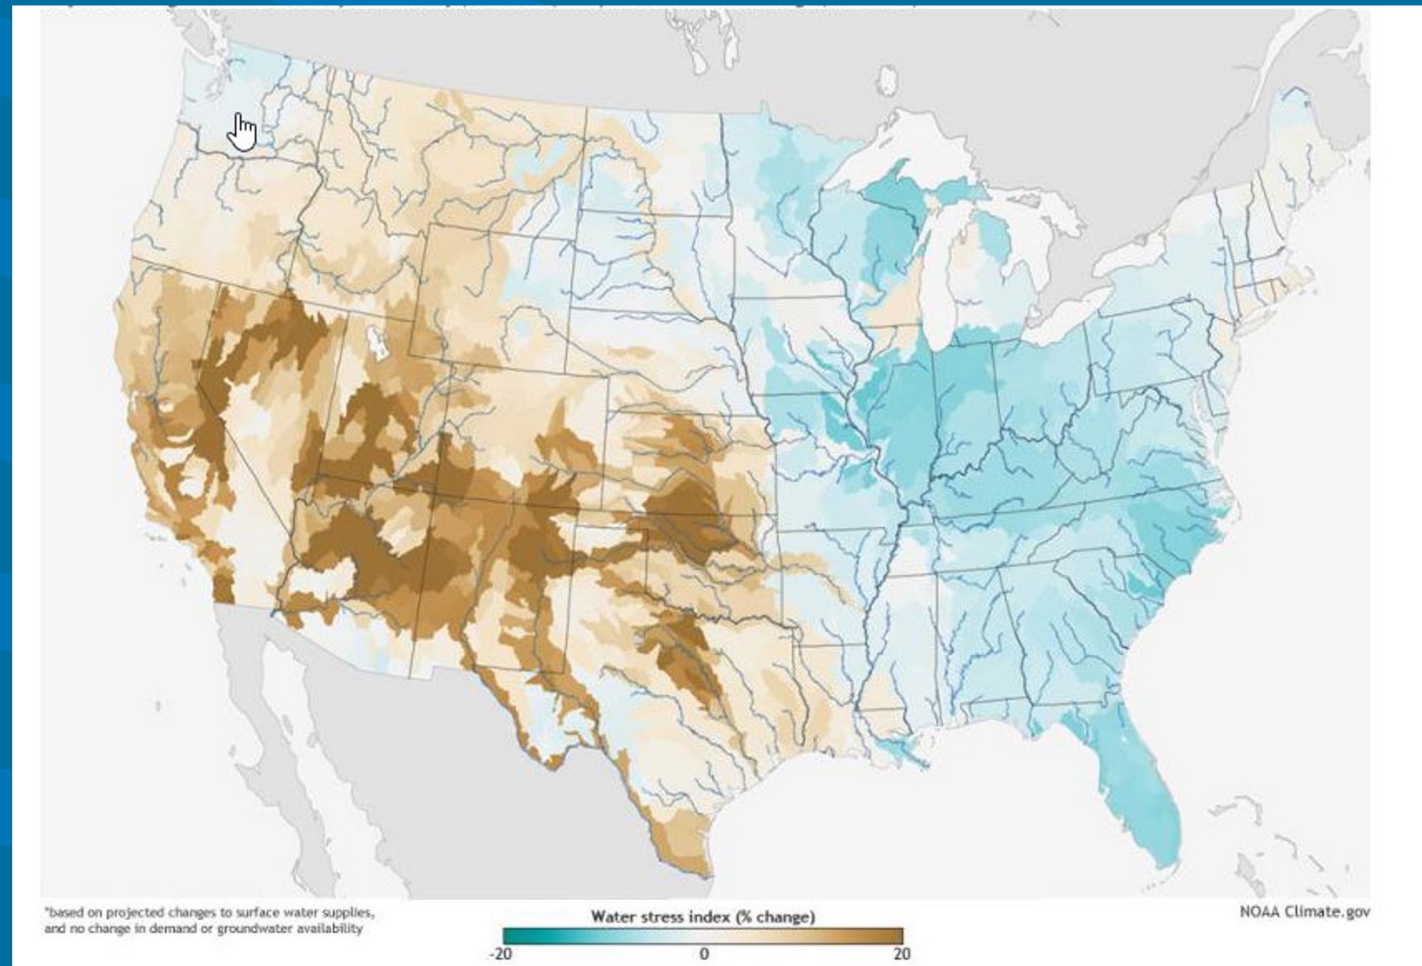 *based on projected changes to surface water supplies,
and no change in demand or groundwater availability
Water stress index (% change)
-20 0 20
NOAA Climate.gov